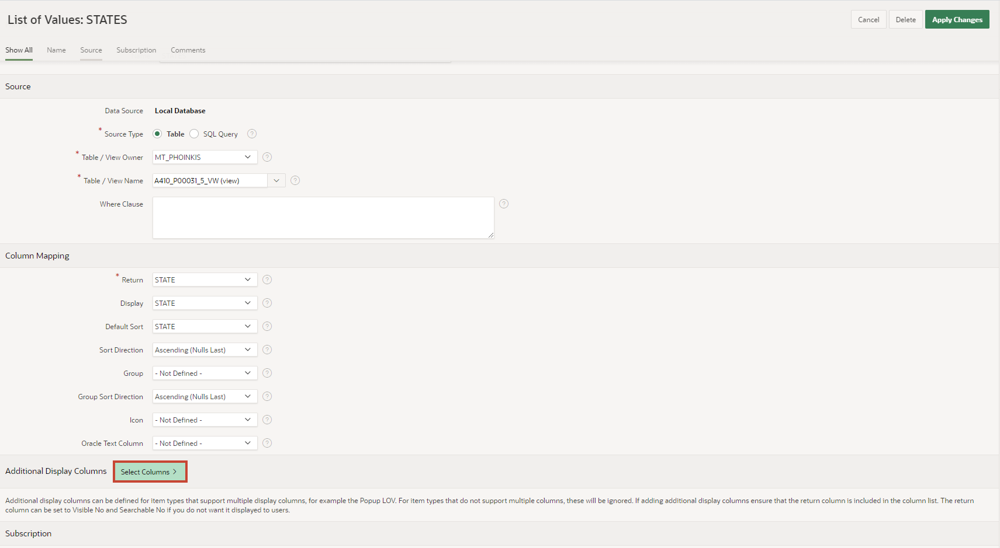 List of Values: STATES
Cancel
Delete
Apply Changes
Show All
Name
Source
Subscription
Comments
Source
Data Source
Local Database
* Source Type
Table
SQL Query
?
* Table / View Owner
MT_PHOINKIS
?
* Table / View Name
A410_P00031_5_VW (view)
?
Where Clause
?
Column Mapping
* Return
STATE
?
Display
STATE
?
Default Sort
STATE
?
Sort Direction
Ascending (Nulls Last)
?
Group
- Not Defined -
?
Group Sort Direction
Ascending (Nulls Last)
?
Icon
- Not Defined -
?
Oracle Text Column
- Not Defined -
?
Additional Display Columns
Select Columns >
Additional display columns can be defined for item types that support multiple display columns, for example the Popup LOV. For item types that do not support multiple columns, these will be ignored. If adding additional display columns ensure that the return column is included in the column list. The return
column can be set to Visible No and Searchable No if you do not want it displayed to users.
Subscription